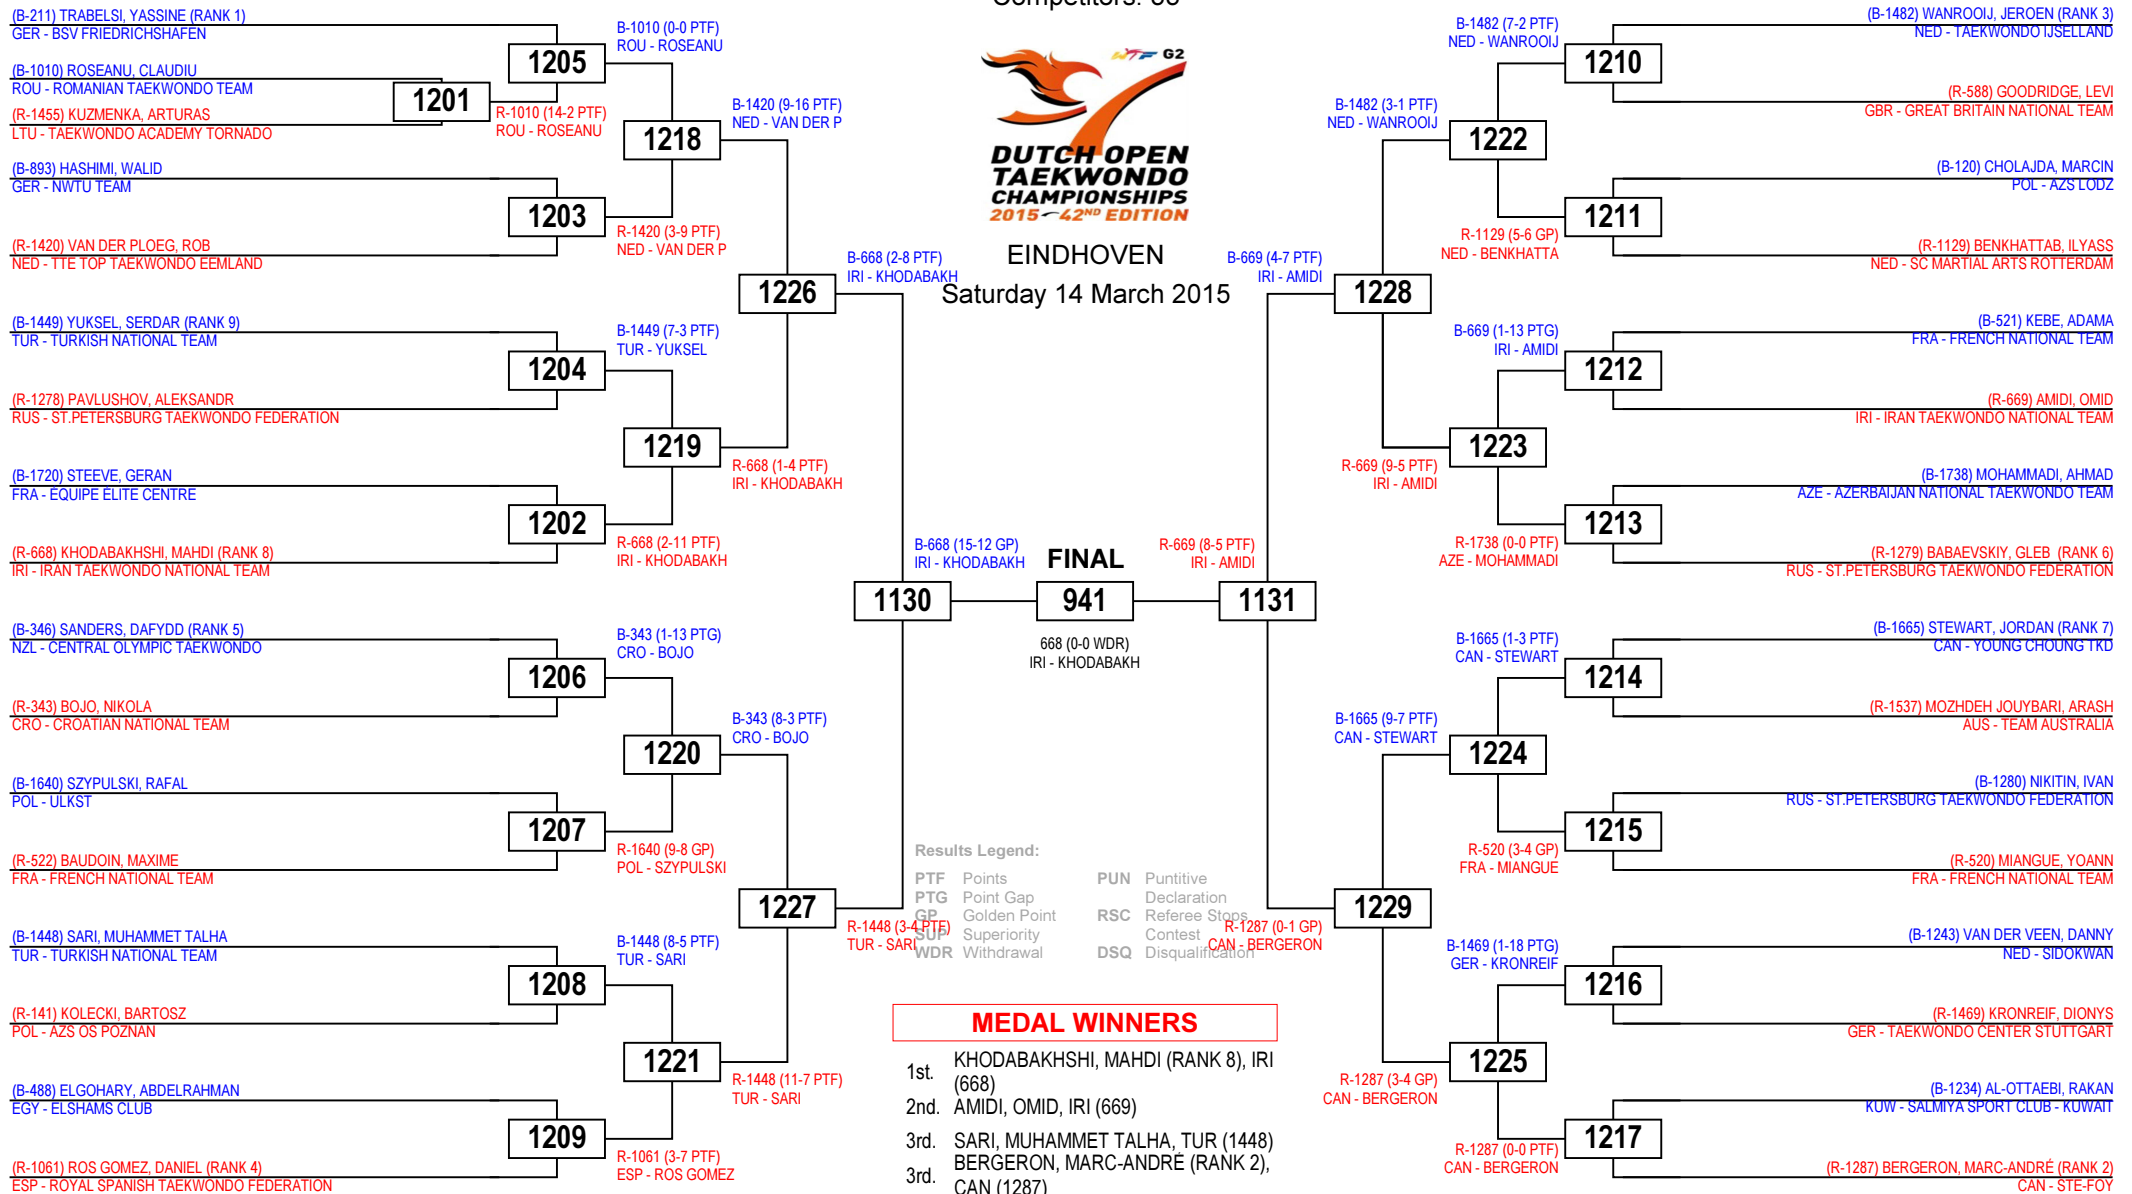 (B-211) TRABELSI, YASSINE (RANK 1)
GER - BSV FRIEDRICHSHAFEN
(B-1010) ROSEANU, CLAUDIU
ROU - ROMANIAN TAEKWONDO TEAM
(R-1455) KUZMENKA, ARTURAS
LTU - TAEKWONDO ACADEMY TORNADO
(B-893) HASHIMI, WALID
GER - NWTU TEAM
(R-1420) VAN DER PLOEG, ROB
NED - TTE TOP TAEKWONDO EEMLAND
(B-1449) YUKSEL, SERDAR (RANK 9)
TUR - TURKISH NATIONAL TEAM
(R-1278) PAVLUSHOV, ALEKSANDR
RUS - ST.PETERSBURG TAEKWONDO FEDERATION
(B-1720) STEEVE, GERAN
FRA - ÉQUIPE ÉLITE CENTRE
(R-668) KHODABAKHSHI, MAHDI (RANK 8)
IRI - IRAN TAEKWONDO NATIONAL TEAM
(B-346) SANDERS, DAFYDD (RANK 5)
NZL - CENTRAL OLYMPIC TAEKWONDO
(R-343) BOJO, NIKOLA
CRO - CROATIAN NATIONAL TEAM
(B-1640) SZYPULSKI, RAFAL
POL - ULKST
(R-522) BAUDOIN, MAXIME
FRA - FRENCH NATIONAL TEAM
(B-1448) SARI, MUHAMMET TALHA
TUR - TURKISH NATIONAL TEAM
(R-141) KOLECKI, BARTOSZ
POL - AZS OS POZNAN
(B-488) ELGOHARY, ABDELRAHMAN
EGY - ELSHAMS CLUB
(R-1061) ROS GOMEZ, DANIEL (RANK 4)
ESP - ROYAL SPANISH TAEKWONDO FEDERATION
1201
R-1010 (14-2 PTF)
ROU - ROSEANU
1205
1203
1204
1202
1206
1207
1208
1209
B-1010 (0-0 PTF)
ROU - ROSEANU
1218
R-1420 (3-9 PTF)
NED - VAN DER P
B-1449 (7-3 PTF)
TUR - YUKSEL
1219
R-668 (2-11 PTF)
IRI - KHODABAKH
B-343 (1-13 PTG)
CRO - BOJO
1220
R-1640 (9-8 GP)
POL - SZYPULSKI
B-1448 (8-5 PTF)
TUR - SARI
1221
R-1061 (3-7 PTF)
ESP - ROS GOMEZ
B-1420 (9-16 PTF)
NED - VAN DER P
1226
R-668 (1-4 PTF)
IRI - KHODABAKH
B-343 (8-3 PTF)
CRO - BOJO
1227
R-1448 (11-7 PTF)
TUR - SARI
B-668 (2-8 PTF)
IRI - KHODABAKH
1130
R-1448 (3-4 PTF)
TUR - SARI
WTF G2
DUTCH OPEN
TAEKWONDO
CHAMPIONSHIPS
2015 42ND EDITION
EINDHOVEN
Saturday 14 March 2015
B-668 (15-12 GP)
IRI - KHODABAKH
FINAL
R-669 (8-5 PTF)
IRI - AMIDI
941
668 (0-0 WDR)
IRI - KHODABAKH
Results Legend:
PTF Points
PTG Point Gap
GP Golden Point
SUP Superiority
WDR Withdrawal
PUN Puntitive
Declaration
RSC Referee Stops
Contest
DSQ Disqualification
MEDAL WINNERS
1st. KHODABAKHSHI, MAHDI (RANK 8), IRI
(668)
2nd. AMIDI, OMID, IRI (669)
3rd. SARI, MUHAMMET TALHA, TUR (1448)
3rd. BERGERON, MARC-ANDRÉ (RANK 2),
CAN (1287)
B-669 (4-7 PTF)
IRI - AMIDI
1131
R-1287 (0-1 GP)
CAN - BERGERON
B-1482 (3-1 PTF)
NED - WANROOIJ
1228
R-669 (9-5 PTF)
IRI - AMIDI
B-1665 (9-7 PTF)
CAN - STEWART
1229
R-1287 (3-4 GP)
CAN - BERGERON
B-1482 (7-2 PTF)
NED - WANROOIJ
1222
R-1129 (5-6 GP)
NED - BENKHATTA
B-669 (1-13 PTG)
IRI - AMIDI
1223
R-1738 (0-0 PTF)
AZE - MOHAMMADI
B-1665 (1-3 PTF)
CAN - STEWART
1224
R-520 (3-4 GP)
FRA - MIANGUE
B-1469 (1-18 PTG)
GER - KRONREIF
1225
R-1287 (0-0 PTF)
CAN - BERGERON
1210
1211
1212
1213
1214
1215
1216
1217
(B-1482) WANROOIJ, JEROEN (RANK 3)
NED - TAEKWONDO IJSELLAND
(R-588) GOODRIDGE, LEVI
GBR - GREAT BRITAIN NATIONAL TEAM
(B-120) CHOLAJDA, MARCIN
POL - AZS LODZ
(R-1129) BENKHATTAB, ILYASS
NED - SC MARTIAL ARTS ROTTERDAM
(B-521) KEBE, ADAMA
FRA - FRENCH NATIONAL TEAM
(R-669) AMIDI, OMID
IRI - IRAN TAEKWONDO NATIONAL TEAM
(B-1738) MOHAMMADI, AHMAD
AZE - AZERBAIJAN NATIONAL TAEKWONDO TEAM
(R-1279) BABAEVSKIY, GLEB (RANK 6)
RUS - ST.PETERSBURG TAEKWONDO FEDERATION
(B-1665) STEWART, JORDAN (RANK 7)
CAN - YOUNG CHOUNG TKD
(R-1537) MOZHDEH JOUYBARI, ARASH
AUS - TEAM AUSTRALIA
(B-1280) NIKITIN, IVAN
RUS - ST.PETERSBURG TAEKWONDO FEDERATION
(R-520) MIANGUE, YOANN
FRA - FRENCH NATIONAL TEAM
(B-1243) VAN DER VEEN, DANNY
NED - SIDOKWAN
(R-1469) KRONREIF, DIONYS
GER - TAEKWONDO CENTER STUTTGART
(B-1234) AL-OTTAEBI, RAKAN
KUW - SALMIYA SPORT CLUB - KUWAIT
(R-1287) BERGERON, MARC-ANDRÉ (RANK 2)
CAN - STE-FOY